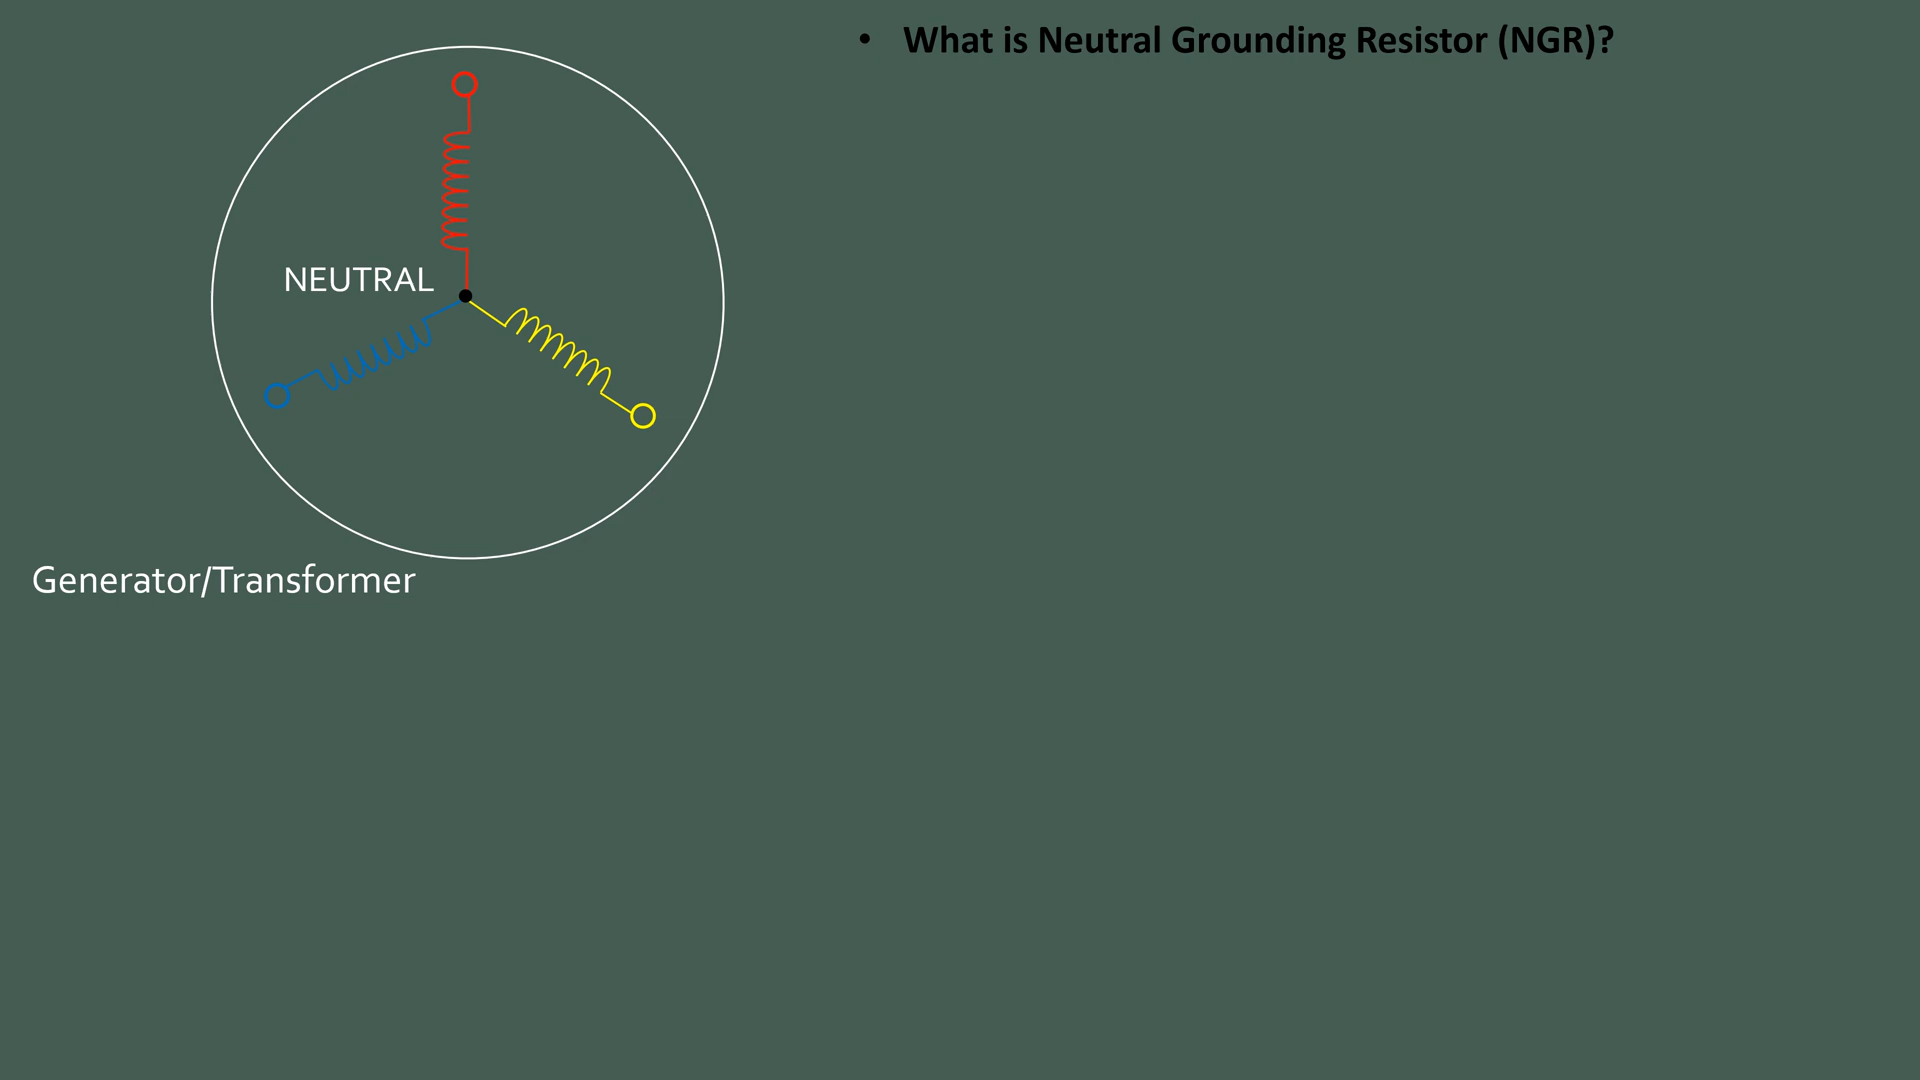 • What is Neutral Grounding Resistor (NGR)?
NEUTRAL
Generator/Transformer